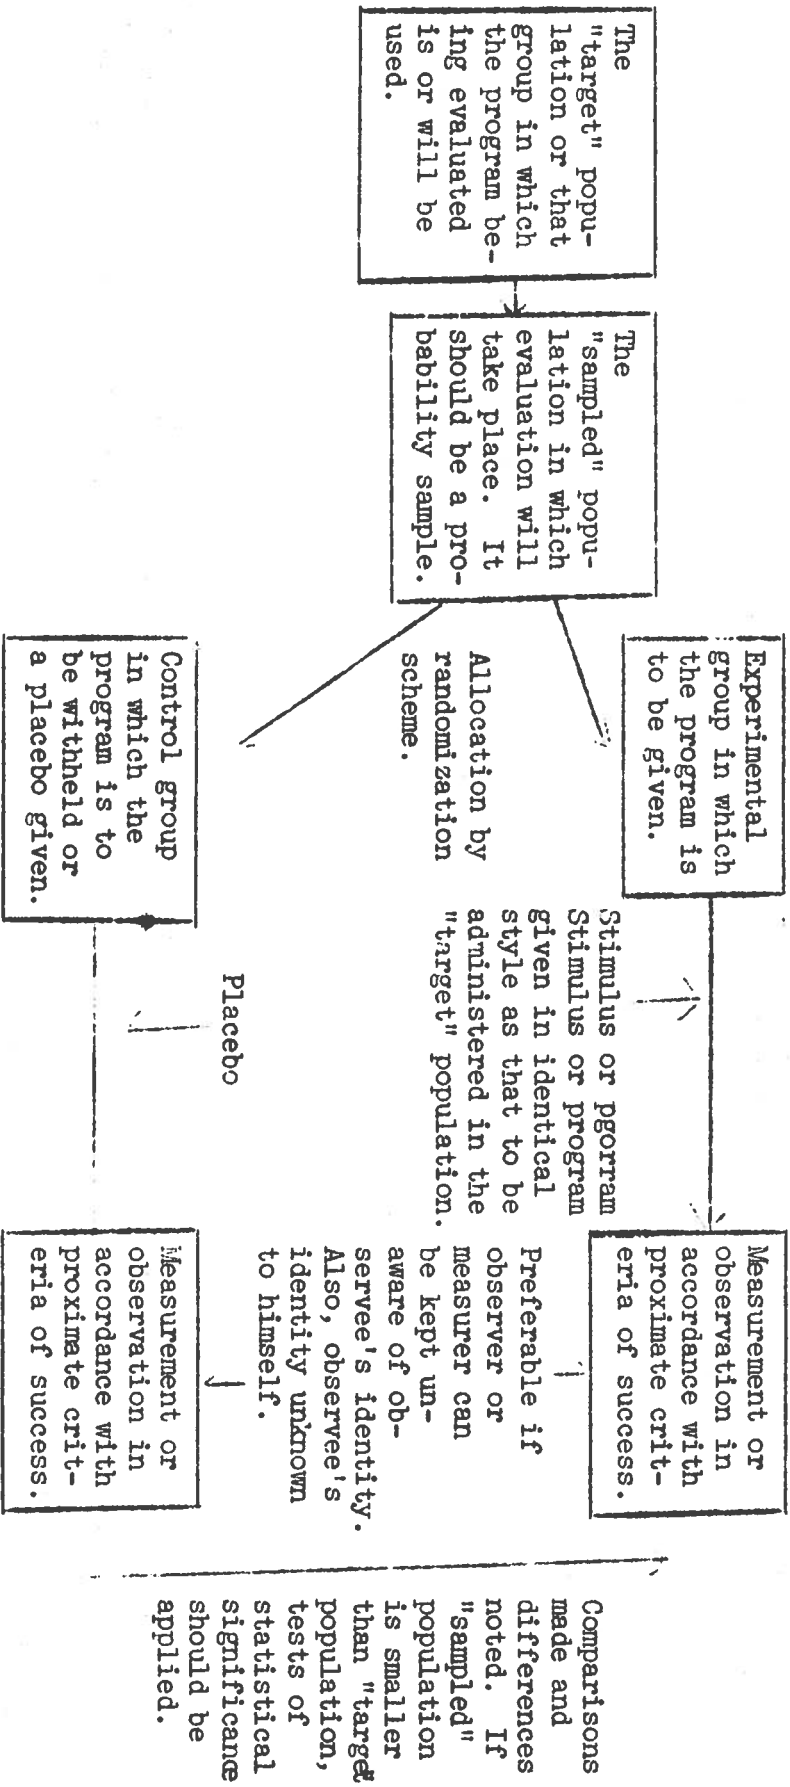 The
"target" popu-
lation or that
group in which
the program be-
ing evaluated
is or will be
used.
The
"sampled" popu-
lation in which
evaluation will
take place. It
should be a pro-
bability sample.
Experimental
group in which
the program is
to be given.
Allocation by
randomization
scheme.
Control group
in which the
program is to
be withheld or
a placebo given.
Stimulus or pgorram
Stimulus or program
given in identical
style as that to be
administered in the
"target" population.
Placebo
Measurement or
observation in
accordance with
proximate crit-
eria of success.
Preferable if
observer or
measurer can
be kept un-
aware of ob-
servee's identity.
Also, observee's
identity unknown
to himself.
Measurement or
observation in
accordance with
proximate crit-
eria of success.
Comparisons
made and
differences
noted. If
"sampled"
population
is smaller
than "target"
population,
tests of
statistical
significance
should be
applied.